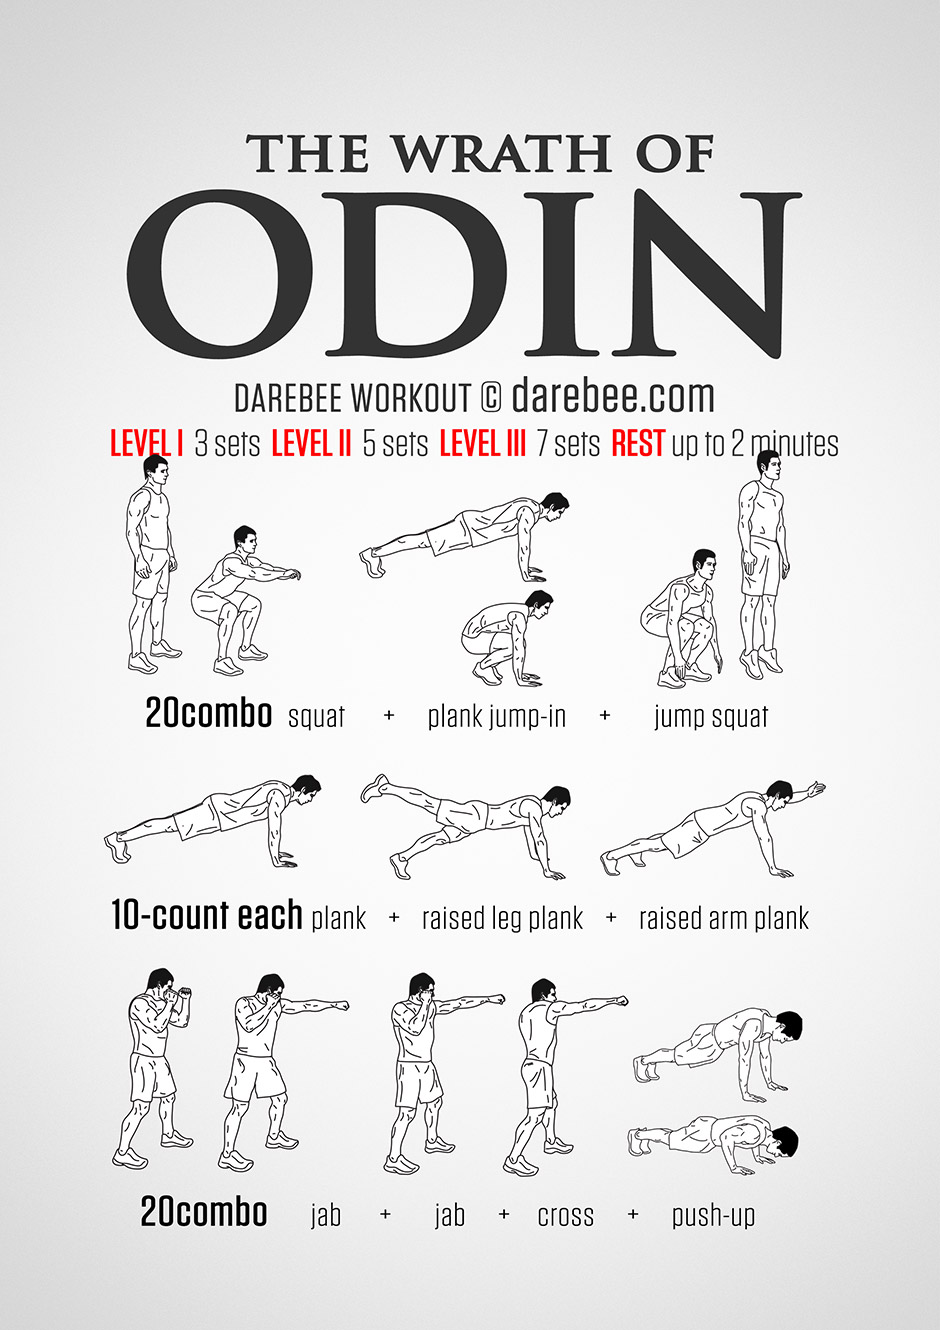 THE WRATH OF
ODIN
DAREBEE WORKOUT © darebee.com
LEVEL I 3 sets LEVEL II 5 sets LEVEL III 7 sets REST up to 2 minutes
20combo squat + plank jump-in + jump squat
10-count each plank + raised leg plank + raised arm plank
20combo jab + jab + cross + push-up